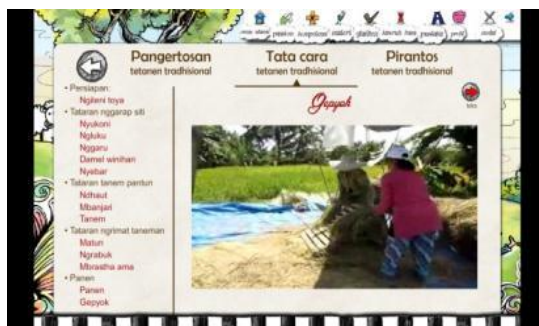 Pangertosan
tetanen tradhisional
Tata cara
tetanen tradhisional
Pirantos
tetanen tradhisional
Gepyok
• Persiapan:
Ngileni toya
• Tataran nggarap siti
Nyukoni
Ngluku
Nggaru
Damel winihan
Nyebar
• Tataran tanem pantun
Ndhaut
Mbanjari
Tanem
• Tataran ngrimat taneman
Matun
Ngrabuk
Mbrastha ama
• Panen
Panen
Gepyok